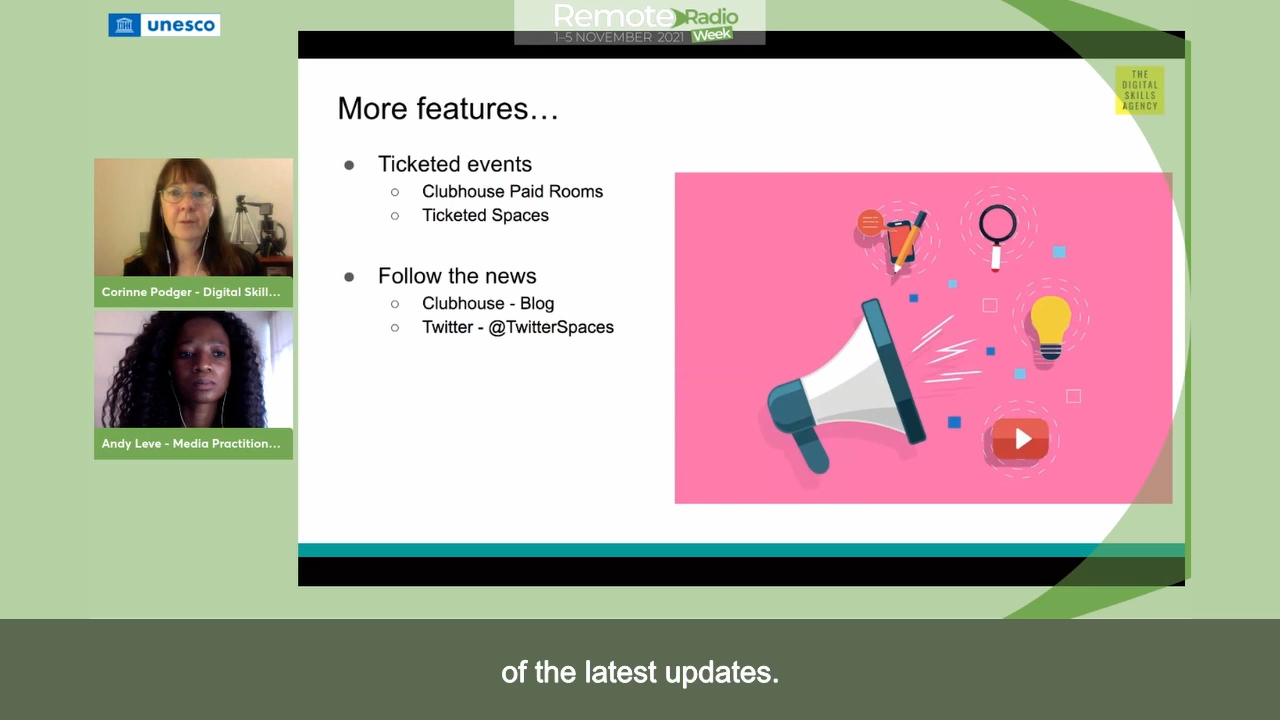 unesco
Remote Radio
1–5 NOVEMBER 2021 Week
THE
DIGITAL
SKILLS
AGENCY
More features…
Ticketed events
Clubhouse Paid Rooms
Ticketed Spaces
Follow the news
Clubhouse - Blog
Twitter - @TwitterSpaces
Corinne Podger - Digital Skill...
Andy Leve - Media Practition...
of the latest updates.